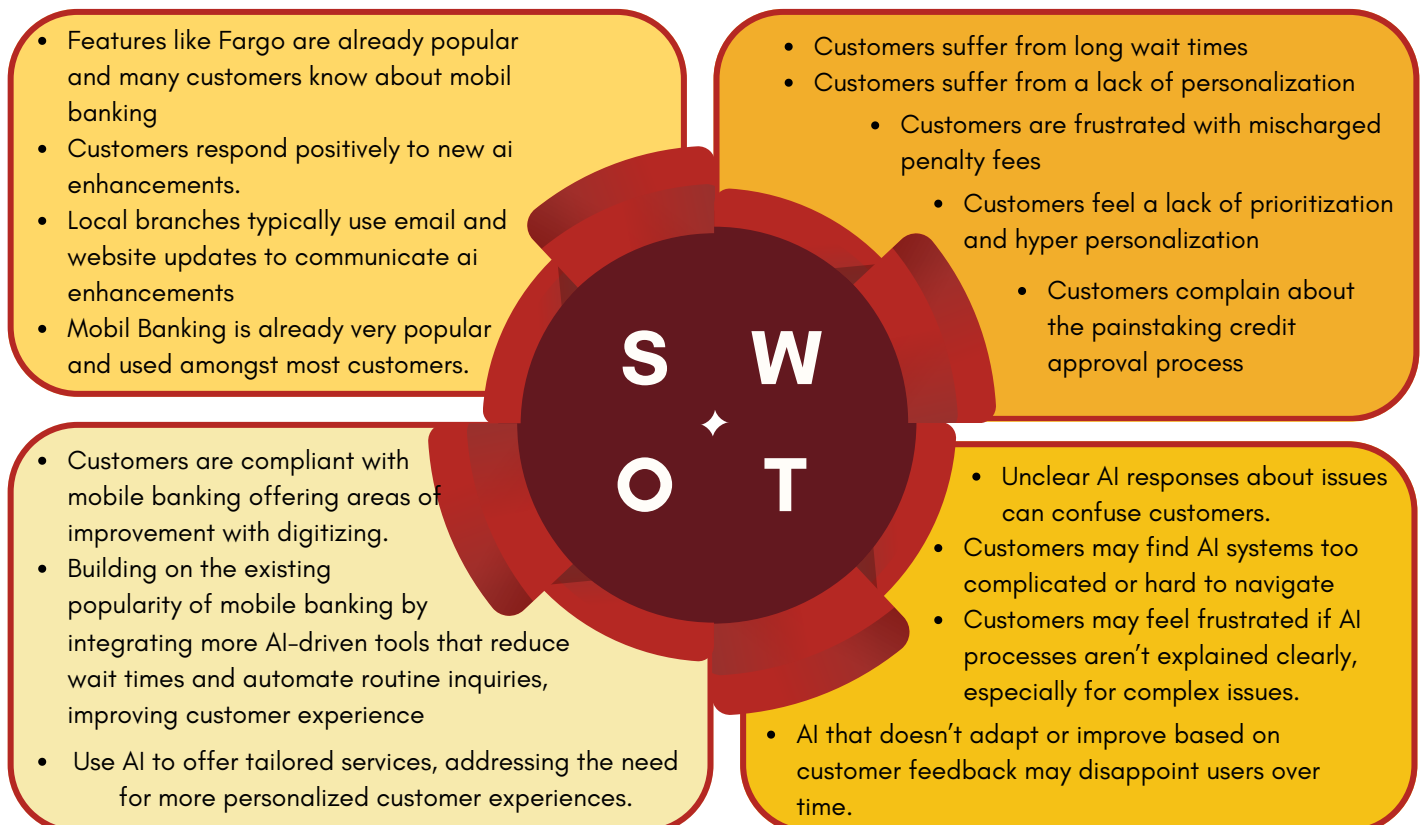 • Features like Fargo are already popular
and many customers know about mobil
banking
• Customers respond positively to new ai
enhancements.
• Local branches typically use email and
website updates to communicate ai
enhancements
• Mobil Banking is already very popular
and used amongst most customers.
• Customers suffer from long wait times
• Customers suffer from a lack of personalization
• Customers are frustrated with mischarged
penalty fees
• Customers feel a lack of prioritization
and hyper personalization
• Customers complain about
the painstaking credit
approval process
S W
O T
• Customers are compliant with
mobile banking offering areas of
improvement with digitizing.
• Building on the existing
popularity of mobile banking by
integrating more AI-driven tools that reduce
wait times and automate routine inquiries,
improving customer experience
• Use AI to offer tailored services, addressing the need
for more personalized customer experiences.
• Unclear AI responses about issues
can confuse customers.
• Customers may find AI systems too
complicated or hard to navigate
• Customers may feel frustrated if AI
processes aren’t explained clearly,
especially for complex issues.
• AI that doesn’t adapt or improve based on
customer feedback may disappoint users over
time.